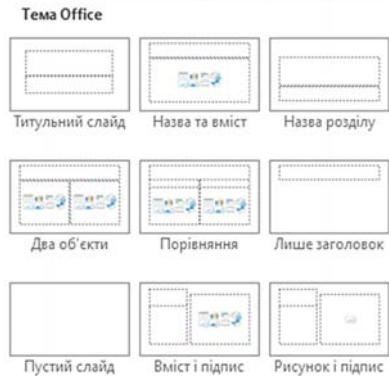 Тема Office
Титульний слайд Назва та вміст Назва розділу
Два об'єкти Порівняння Лише заголовок
Пустий слайд Вміст і підпис Рисунок і підпис